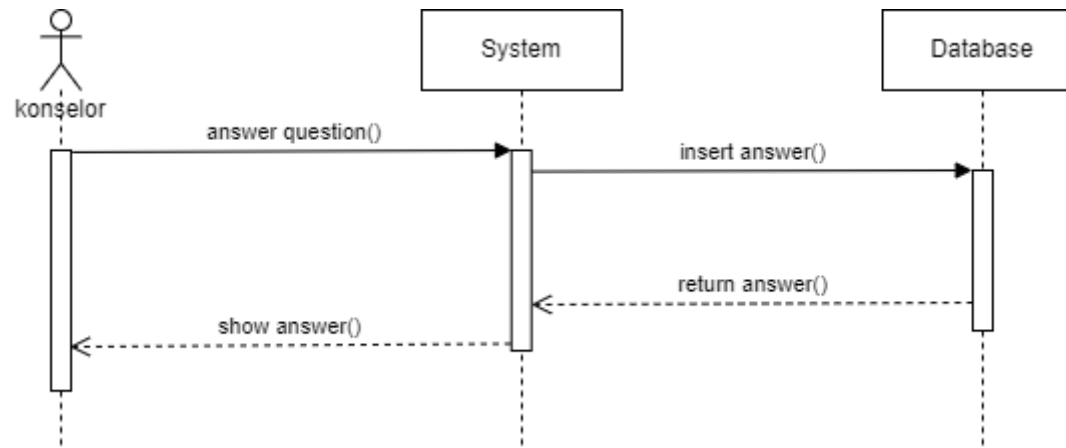 System
Database
konselor
answer question()
insert answer()
return answer()
show answer()